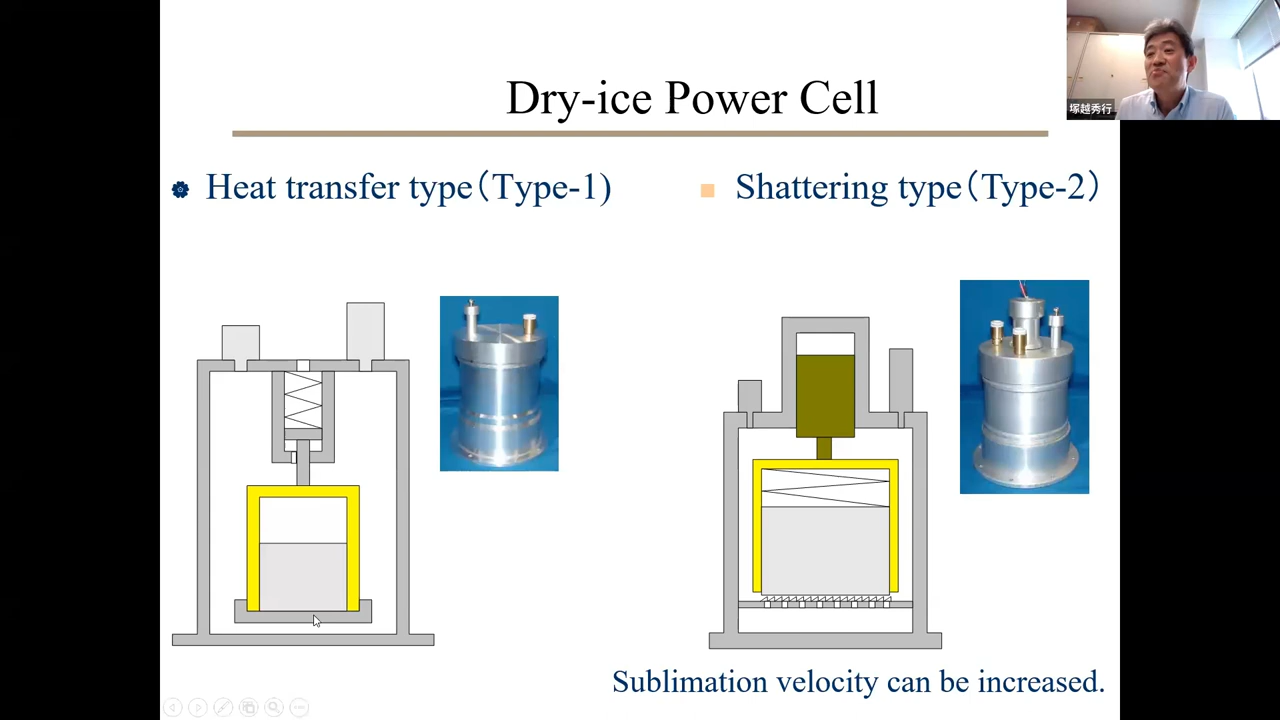 Dry-ice Power Cell
塚越秀行
Heat transfer type(Type-1)
Shattering type(Type-2)
Sublimation velocity can be increased.